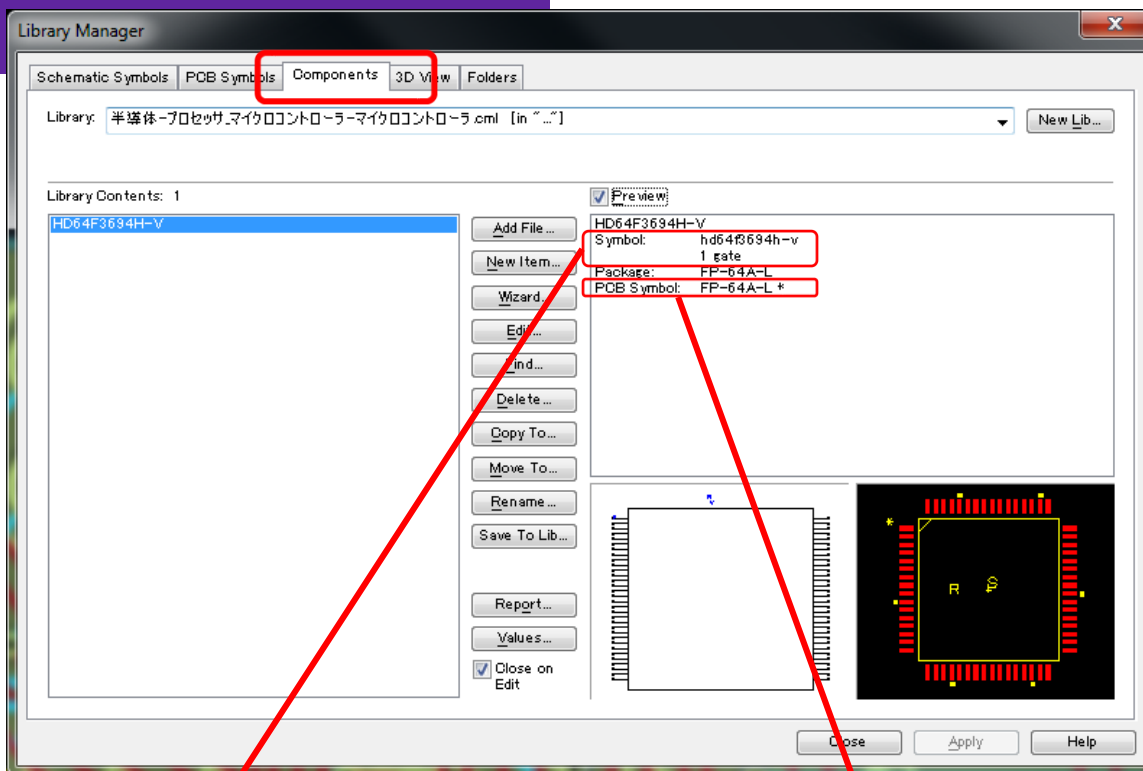 Library Manager
Schematic Symbols PCB Symbols Components 3D View Folders
Library: 半導体-プロセッサ_マイクロコントローラ-マイクロコントローラ.cml [in "..."]
New Lib...
Library Contents: 1
Preview
HD64F3694H-V
Add File...
New Item...
Wizard...
Edit...
Find...
Delete...
Copy To...
Move To...
Rename...
Save To Lib...
Report...
Values...
Close on
Edit
HD64F3694H-V
Symbol: hd64f3694h-v
1 gate
Package: FP-64A-L
PCB Symbol: FP-64A-L *
*
R
Close Apply Help